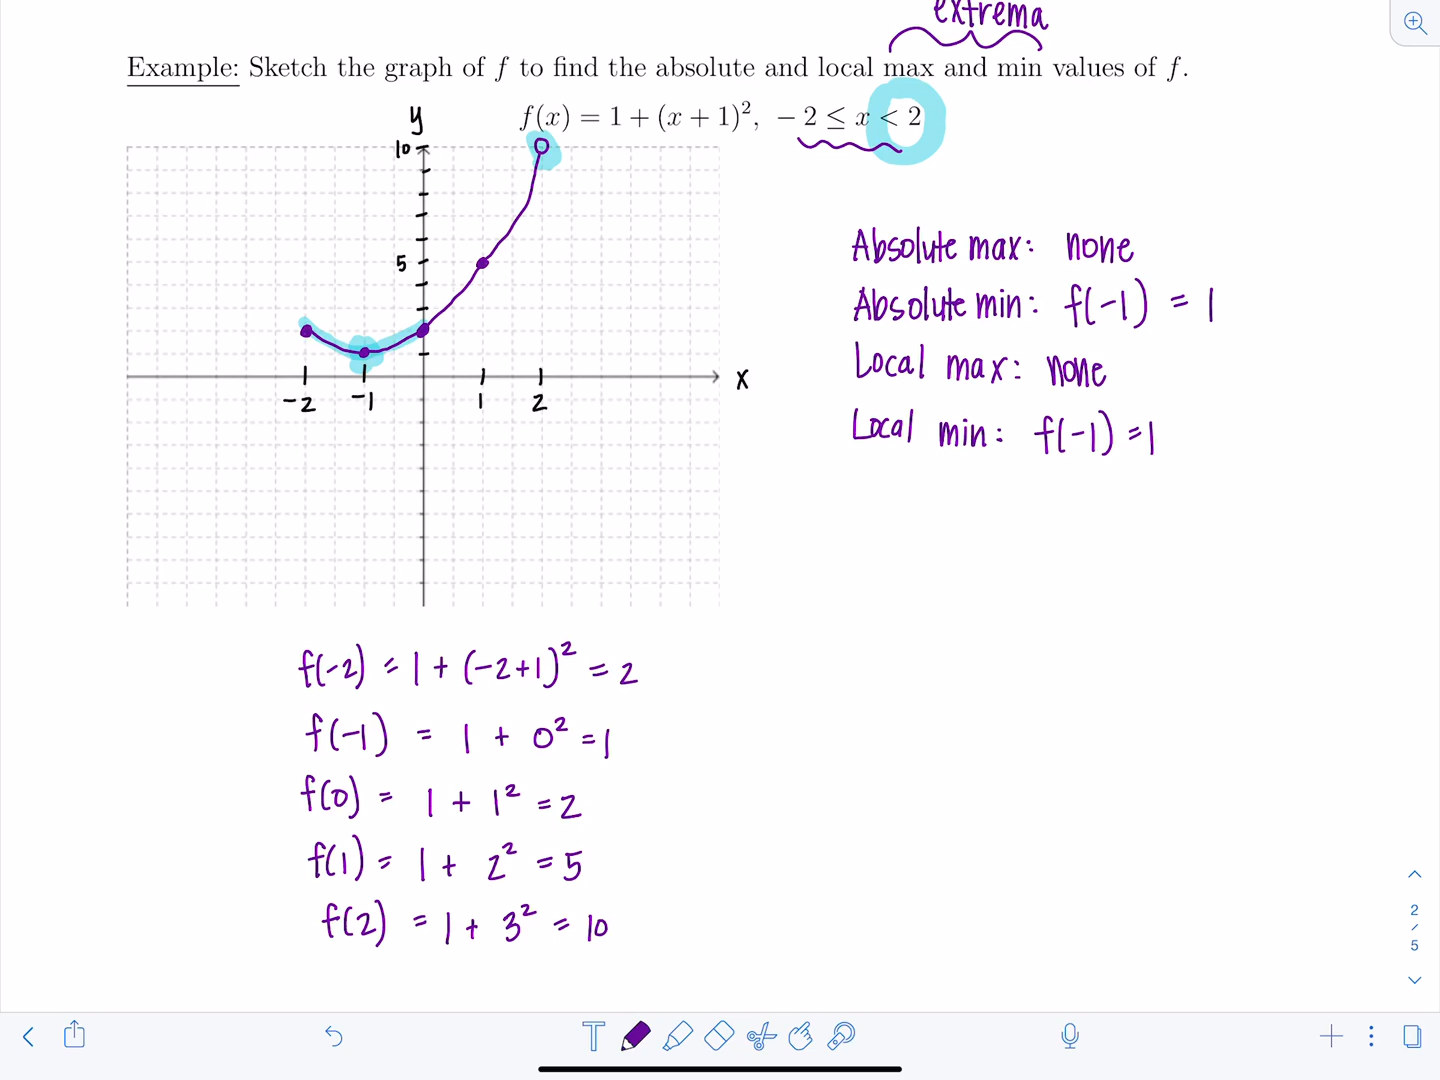 extrema
Example: Sketch the graph of f to find the absolute and local max and min values of f.
f(x) = 1 + (x + 1)², − 2 ≤ x < 2
y
10
5
x
−2 −1 1 2
Absolute max: none
Absolute min: f(-1) = 1
Local max: none
Local min: f(-1) = 1
f(-2) = 1 + (-2+1)² = 2
f(-1) = 1 + 0² = 1
f(0) = 1 + 1² = 2
f(1) = 1 + 2² = 5
f(2) = 1 + 3² = 10
2
/
5
T